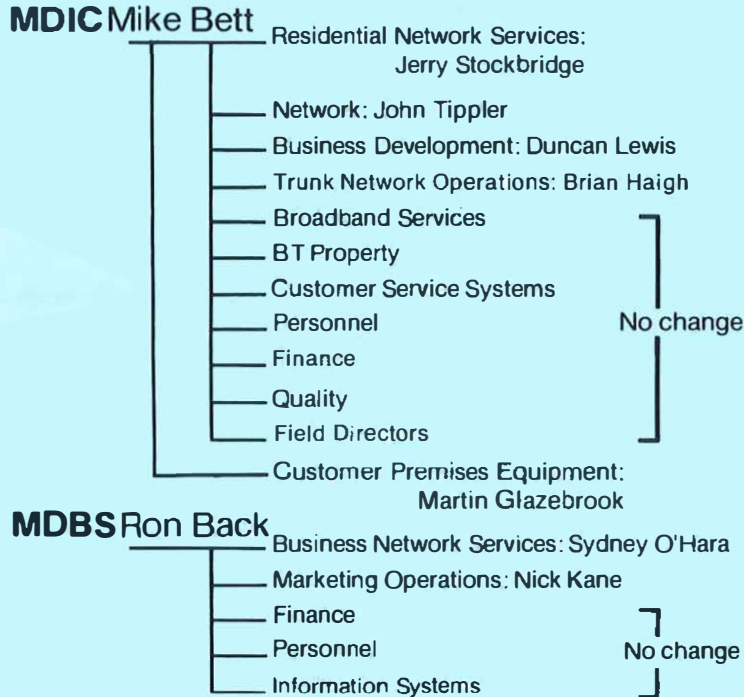 MDIC Mike Bett
Residential Network Services:
Jerry Stockbridge
Network: John Tippler
Business Development: Duncan Lewis
Trunk Network Operations: Brian Haigh
Broadband Services
BT Property
Customer Service Systems
Personnel
No change
Finance
Quality
Field Directors
Customer Premises Equipment:
Martin Glazebrook
MDBS Ron Back
Business Network Services: Sydney O'Hara
Marketing Operations: Nick Kane
Finance
Personnel
No change
Information Systems